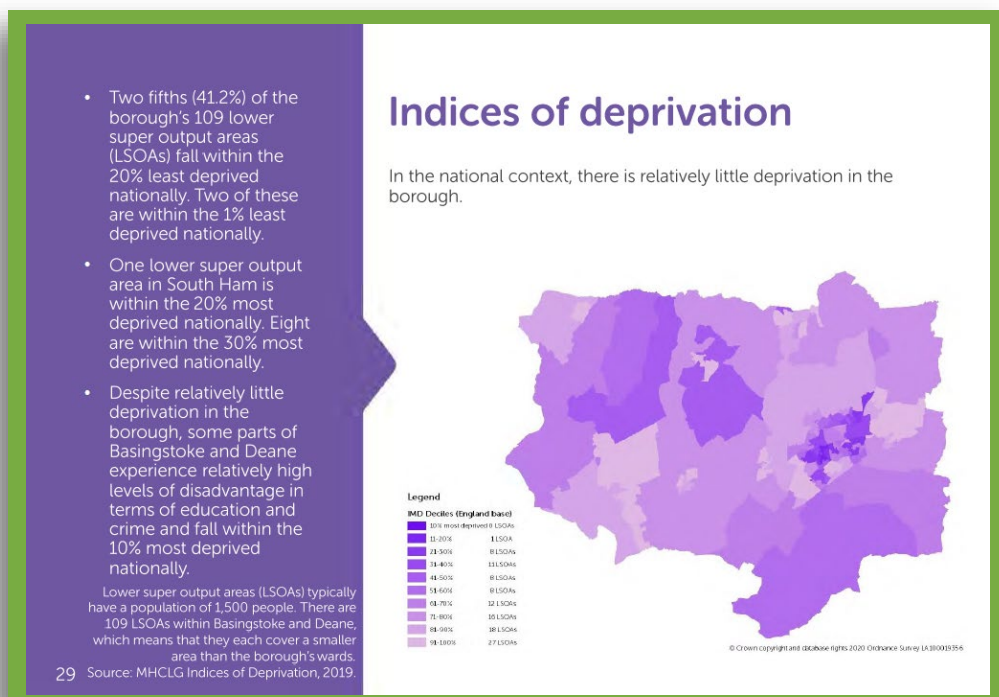 • Two fifths (41.2%) of the
borough's 109 lower
super output areas
(LSOAs) fall within the
20% least deprived
nationally. Two of these
are within the 1% least
deprived nationally.
• One lower super output
area in South Ham is
within the 20% most
deprived nationally. Eight
are within the 30% most
deprived nationally.
• Despite relatively little
deprivation in the
borough, some parts of
Basingstoke and Deane
experience relatively high
levels of disadvantage in
terms of education and
crime and fall within the
10% most deprived
nationally.
Lower super output areas (LSOAs) typically
have a population of 1,500 people. There are
109 LSOAs within Basingstoke and Deane,
which means that they each cover a smaller
area than the borough's wards.
29 Source: MHCLG Indices of Deprivation, 2019.
Indices of deprivation
In the national context, there is relatively little deprivation in the
borough.
Legend
IMD Deciles (England base)
10% most deprived 0 LSOAs
11-20% 1 LSOA
21-30% 8 LSOAs
31-40% 11 LSOAs
41-50% 8 LSOAs
51-60% 8 LSOAs
61-70% 12 LSOAs
71-80% 16 LSOAs
81-90% 18 LSOAs
91-100% 27 LSOAs
© Crown copyright and database rights 2020 Ordnance Survey LA100019356